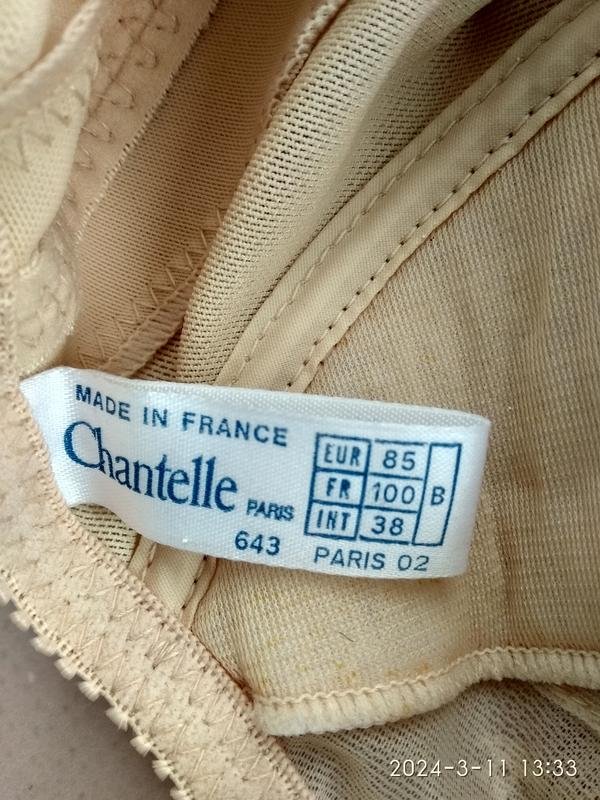 MADE IN FRANCE
Chantelle PARIS
643
EUR 85
FR 100 B
INT 38
PARIS 02
2024-3-11 13:33